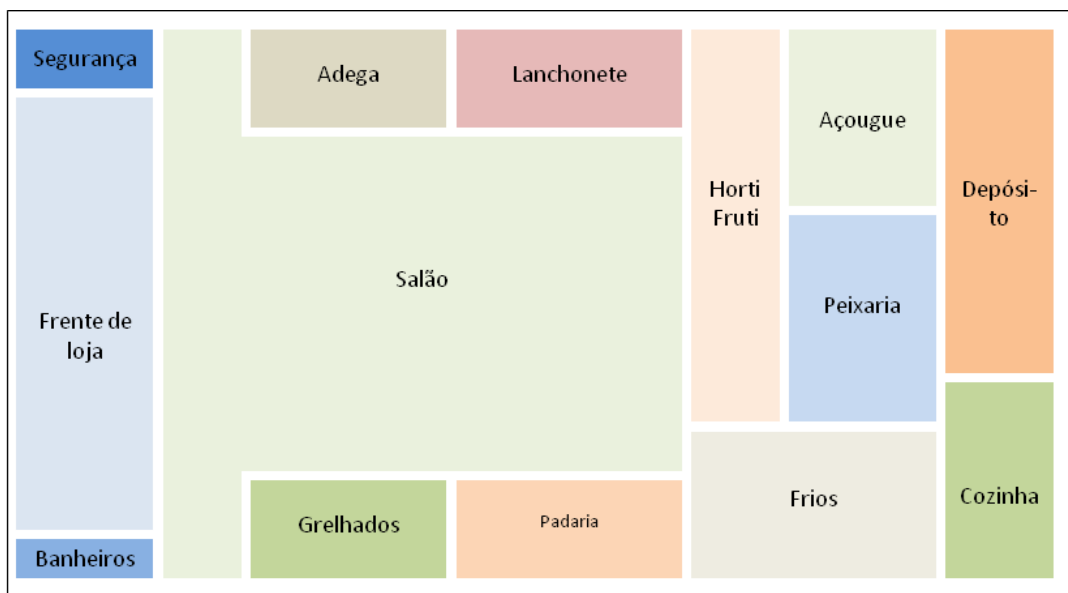 Segurança
Adega
Lanchonete
Açougue
Horti
Fruti
Depósi-
to
Salão
Peixaria
Frente de
loja
Frios
Cozinha
Grelhados
Padaria
Banheiros